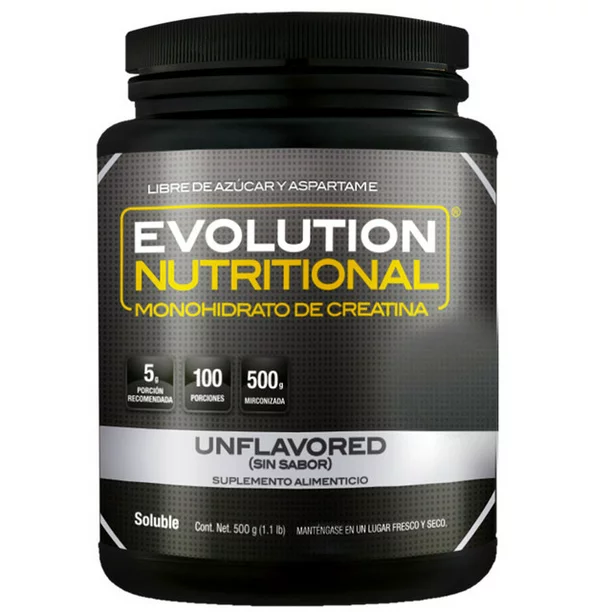 LIBRE DE AZÚCAR Y ASPARTAME
EVOLUTION ®
NUTRITIONAL
MONOHIDRATO DE CREATINA
5g
PORCIÓN
RECOMENDADA
100
PORCIONES
500g
MIRCONIZADA
UNFLAVORED
(SIN SABOR)
SUPLEMENTO ALIMENTICIO
Soluble Cont. Net. 500 g (1.1 lb) MANTÉNGASE EN UN LUGAR FRESCO Y SECO.